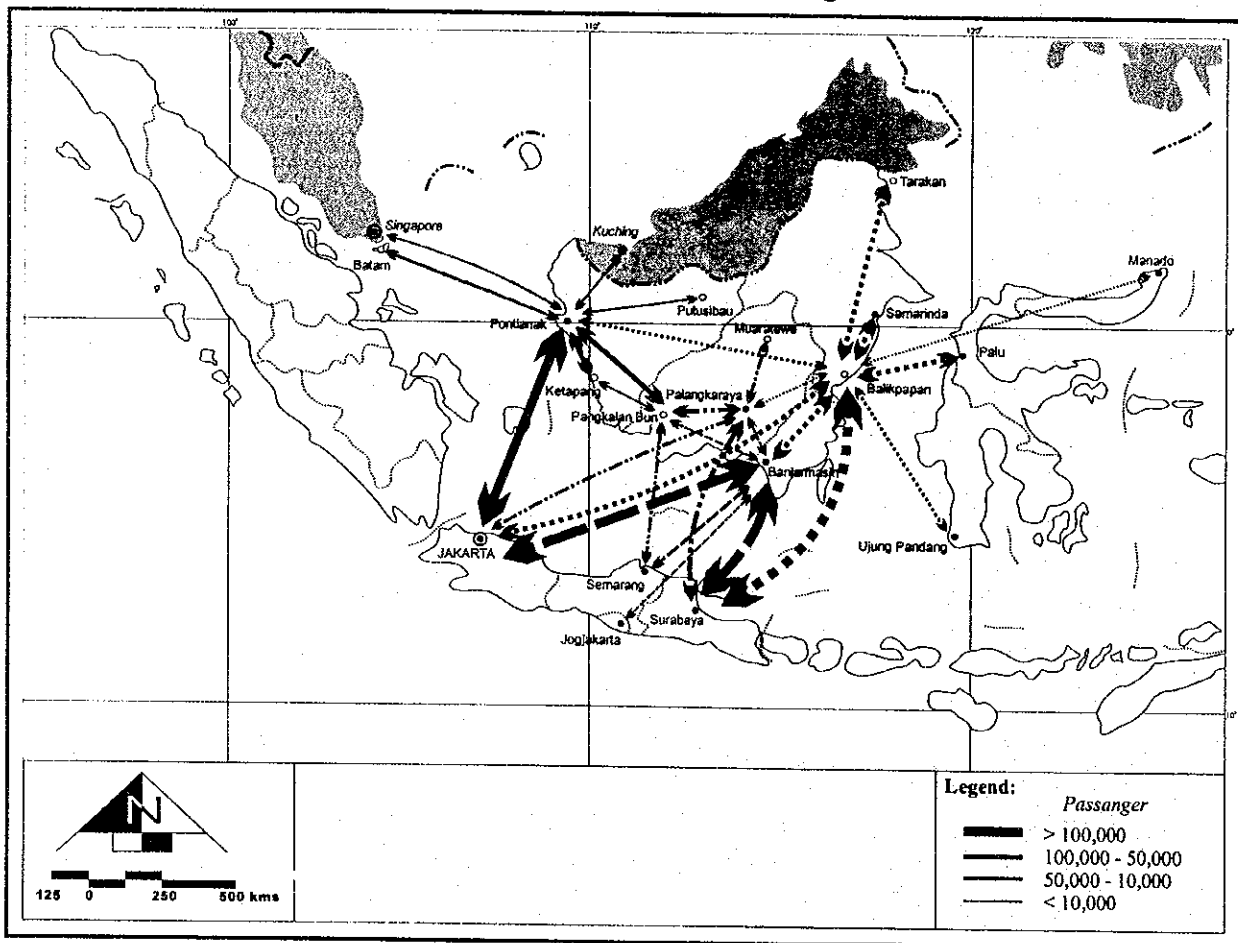 100°
110°
120°
Tarakan
Singapore
Kuching
Batam
Manado
Putusibau
Samarinda
Pontianak
Muaratewe
0°
Palu
Ketapang
Palangkaraya
Balikpapan
Pangkalan Bun
Banjarmasin
JAKARTA
Ujung Pandang
Semarang
Surabaya
Jogjakarta
10°
N
125 0 250 500 kms
Legend:
Passanger
> 100,000
100,000 - 50,000
50,000 - 10,000
< 10,000